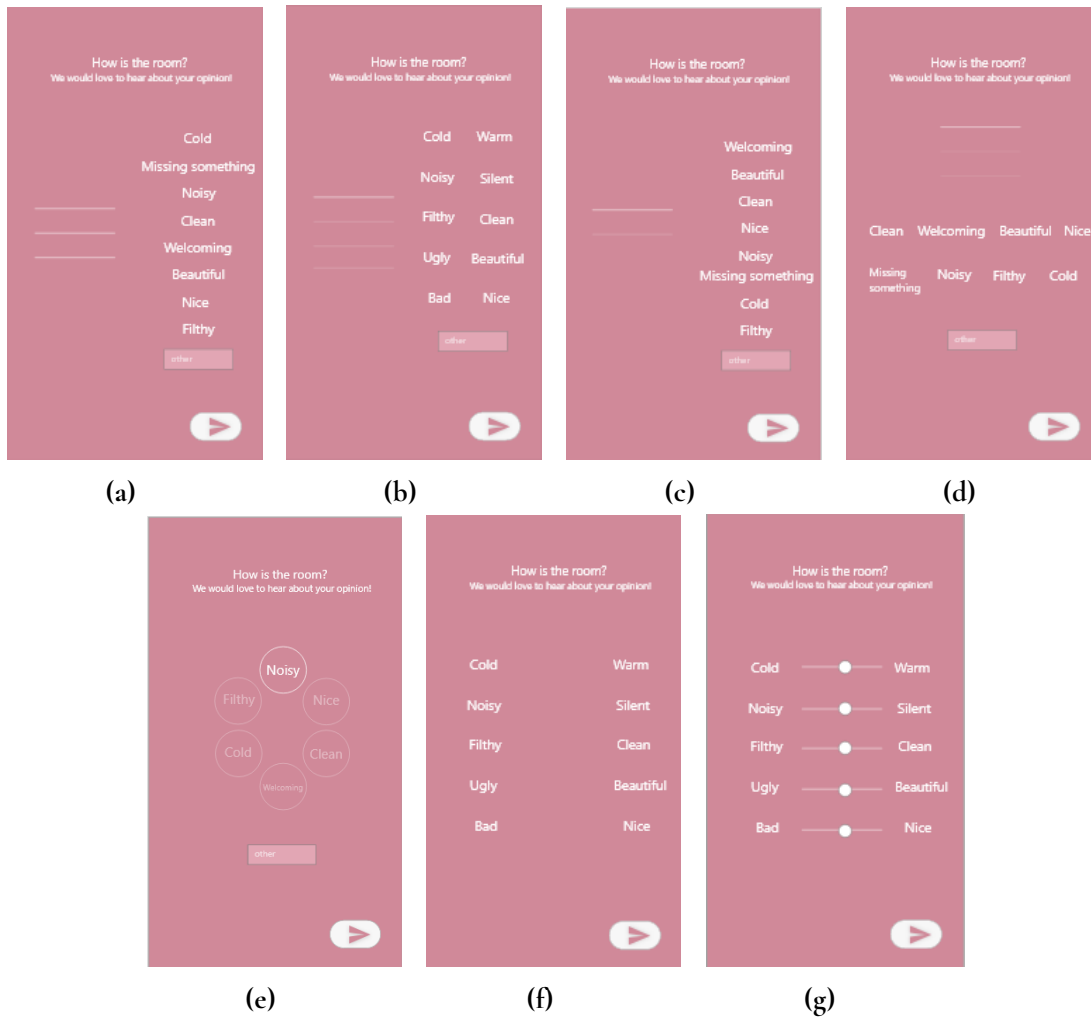 How is the room?
We would love to hear about your opinion!
Cold
Missing something
Noisy
Clean
Welcoming
Beautiful
Nice
Filthy
other
(a)
How is the room?
We would love to hear about your opinion!
Cold Warm
Noisy Silent
Filthy Clean
Ugly Beautiful
Bad Nice
other
(b)
How is the room?
We would love to hear about your opinion!
Welcoming
Beautiful
Clean
Nice
Noisy
Missing something
Cold
Filthy
other
(c)
How is the room?
We would love to hear about your opinion!
Clean Welcoming Beautiful Nice
Missing something Noisy Filthy Cold
other
(d)
How is the room?
We would love to hear about your opinion!
Noisy
Filthy Nice
Cold Clean
Welcoming
other
(e)
How is the room?
We would love to hear about your opinion!
Cold Warm
Noisy Silent
Filthy Clean
Ugly Beautiful
Bad Nice
(f)
How is the room?
We would love to hear about your opinion!
Cold Warm
Noisy Silent
Filthy Clean
Ugly Beautiful
Bad Nice
(g)